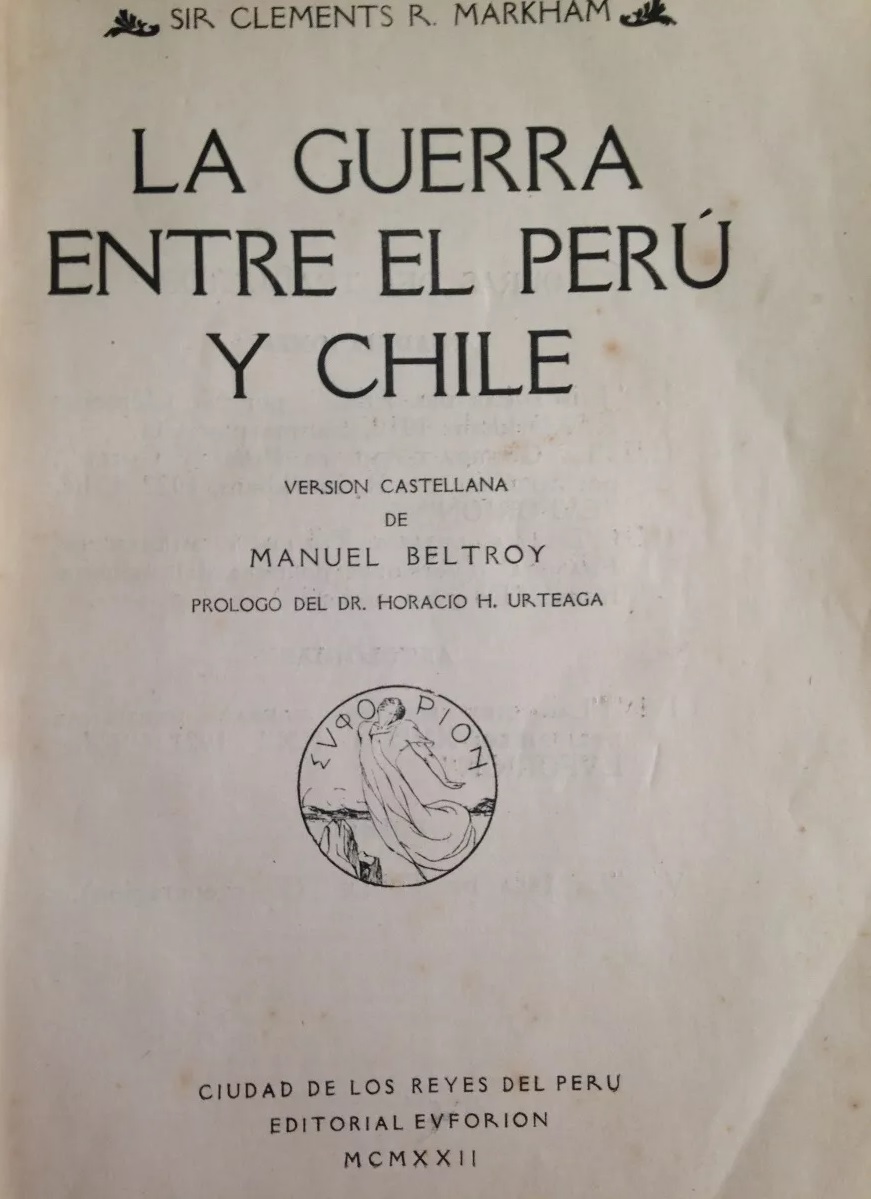 SIR CLEMENTS R. MARKHAM
LA GUERRA
ENTRE EL PERÚ
Y CHILE
VERSION CASTELLANA
DE
MANUEL BELTROY
PROLOGO DEL DR. HORACIO H. URTEAGA
ΕΥΦΟΡΙΟΝ
CIUDAD DE LOS REYES DEL PERU
EDITORIAL EVFORION
MCMXXII